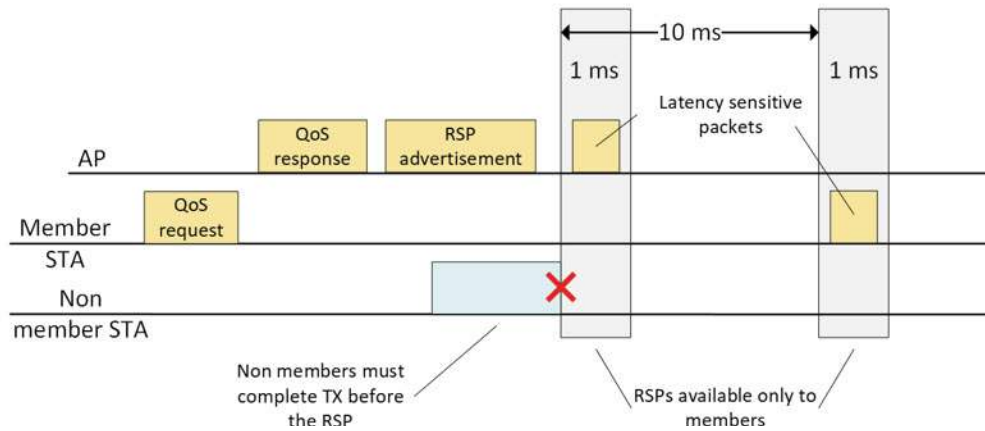 10 ms
1 ms
1 ms
Latency sensitive
packets
QoS
response
RSP
advertisement
AP
QoS
request
Member
STA
Non
member STA
Non members must
complete TX before
the RSP
RSPs available only to
members